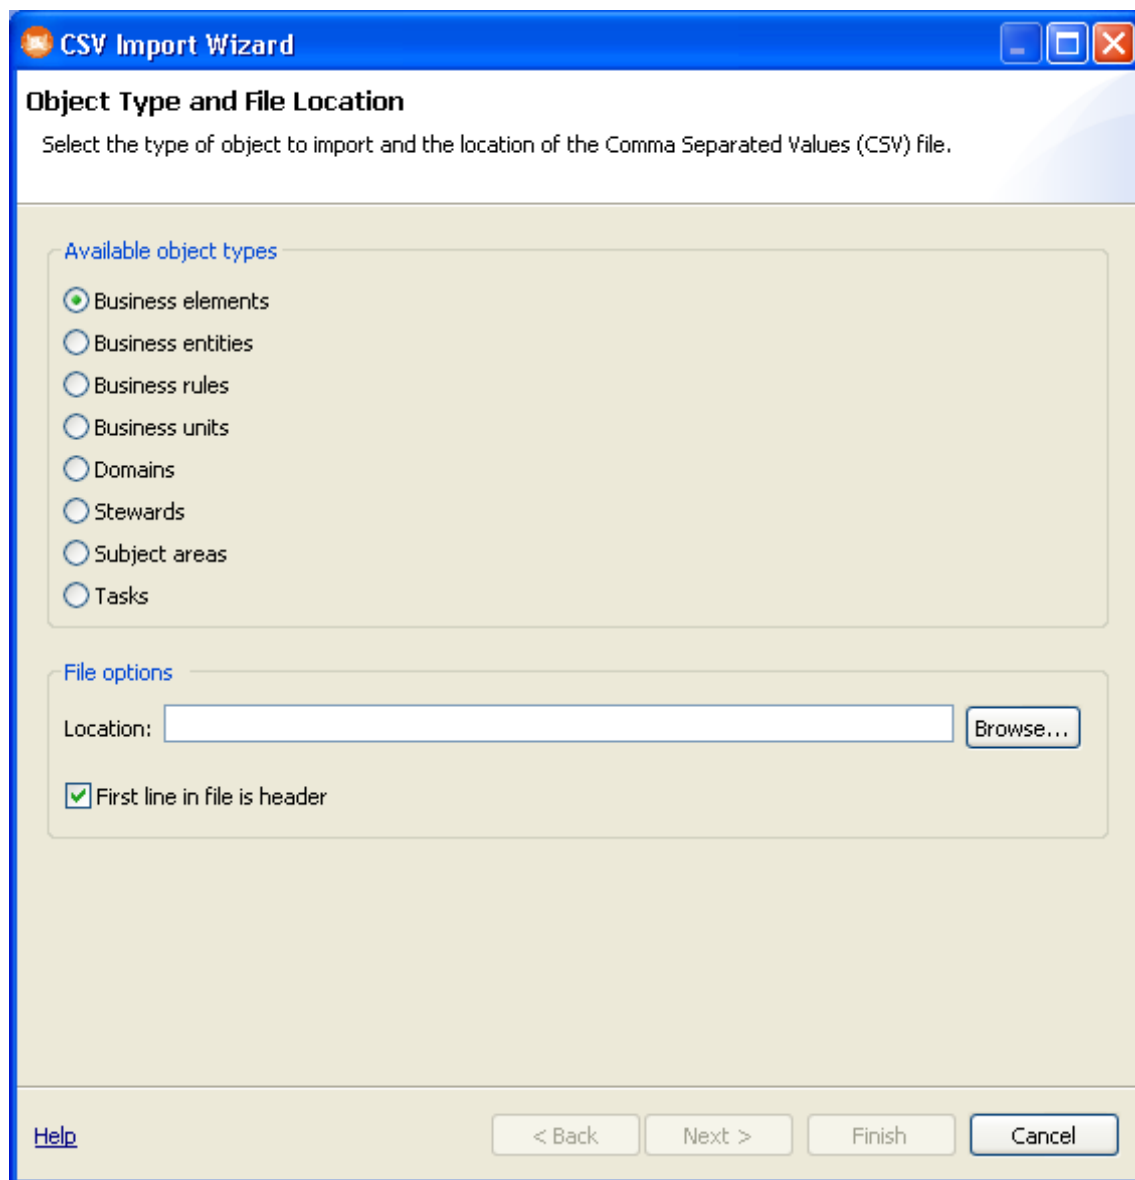 CSV Import Wizard
Object Type and File Location
Select the type of object to import and the location of the Comma Separated Values (CSV) file.
Available object types
Business elements
Business entities
Business rules
Business units
Domains
Stewards
Subject areas
Tasks
File options
Location: Browse...
First line in file is header
Help < Back Next > Finish Cancel